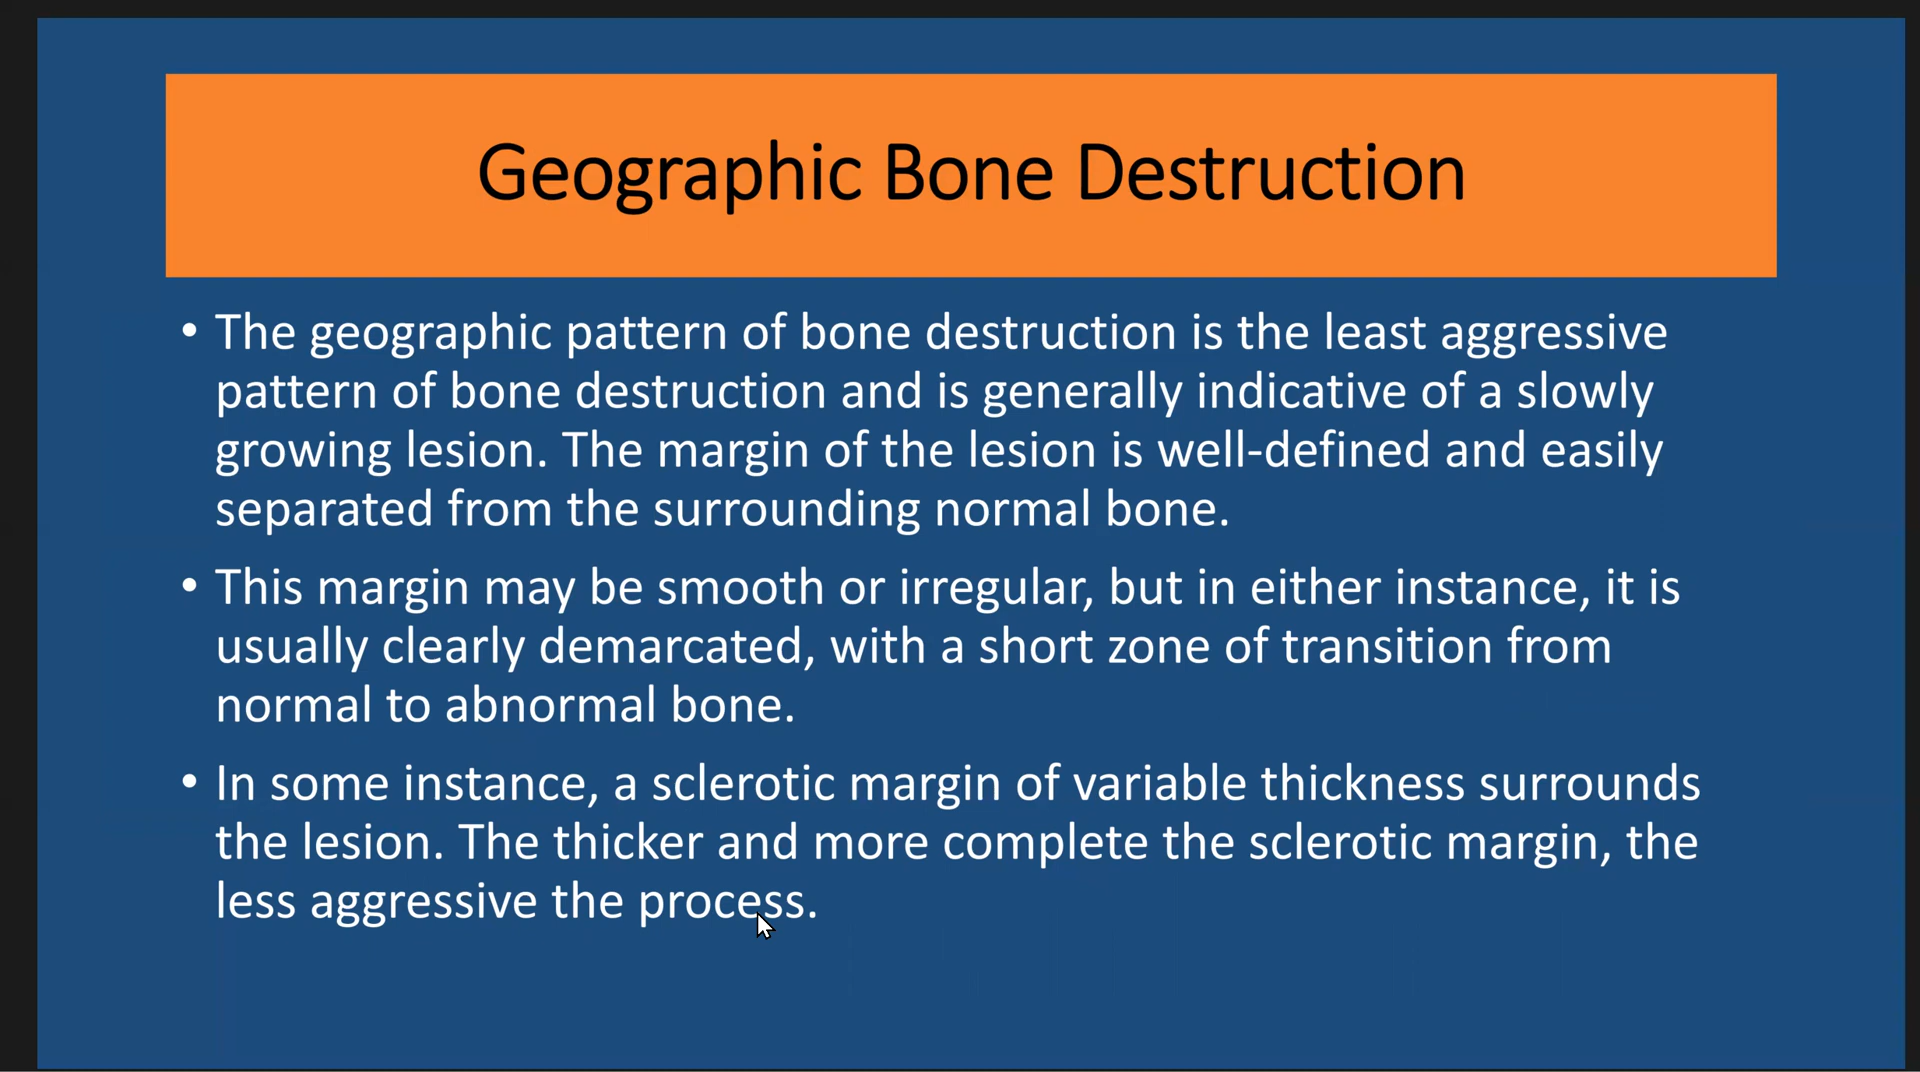 Geographic Bone Destruction
• The geographic pattern of bone destruction is the least aggressive
pattern of bone destruction and is generally indicative of a slowly
growing lesion. The margin of the lesion is well-defined and easily
separated from the surrounding normal bone.
• This margin may be smooth or irregular, but in either instance, it is
usually clearly demarcated, with a short zone of transition from
normal to abnormal bone.
• In some instance, a sclerotic margin of variable thickness surrounds
the lesion. The thicker and more complete the sclerotic margin, the
less aggressive the process.